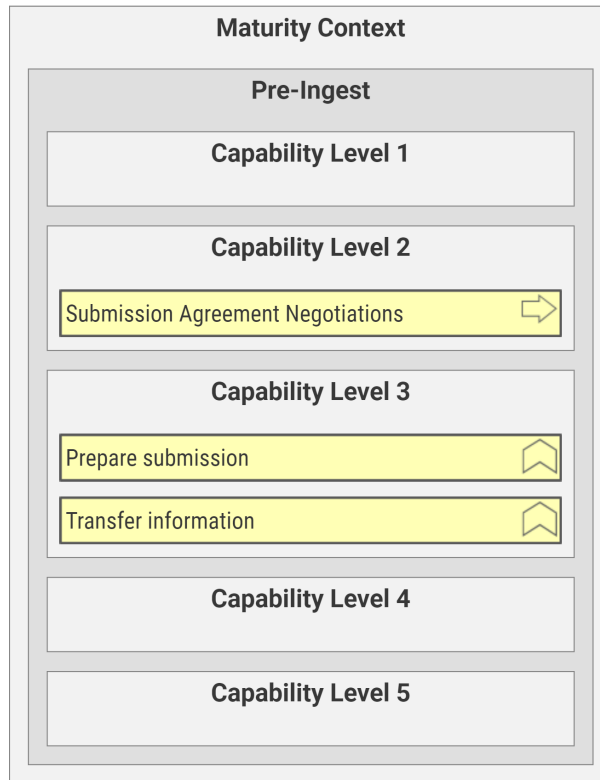 Maturity Context
Pre-Ingest
Capability Level 1
Capability Level 2
Submission Agreement Negotiations
Capability Level 3
Prepare submission
Transfer information
Capability Level 4
Capability Level 5